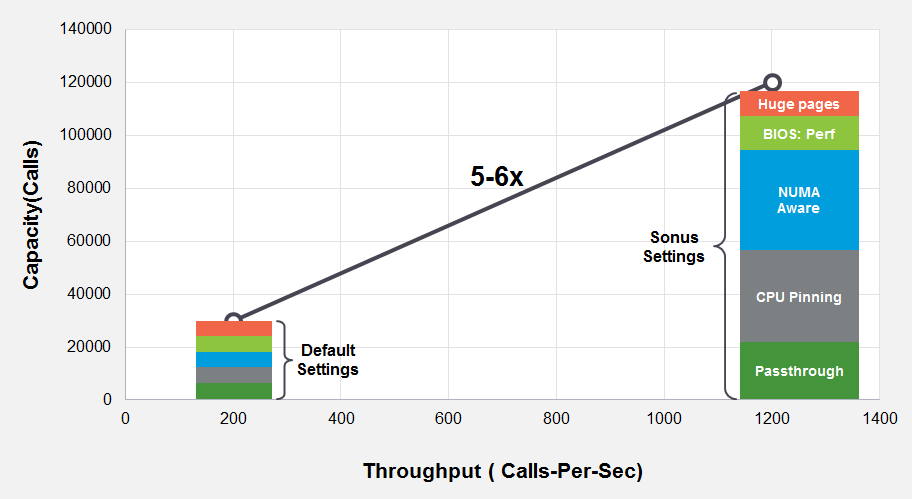 140000
120000
100000
80000
60000
40000
20000
0
Capacity(Calls)
5-6x
Default
Settings
Sonus
Settings
Huge pages
BIOS: Perf
NUMA
Aware
CPU Pinning
Passthrough
0 200 400 600 800 1000 1200 1400
Throughput ( Calls-Per-Sec)